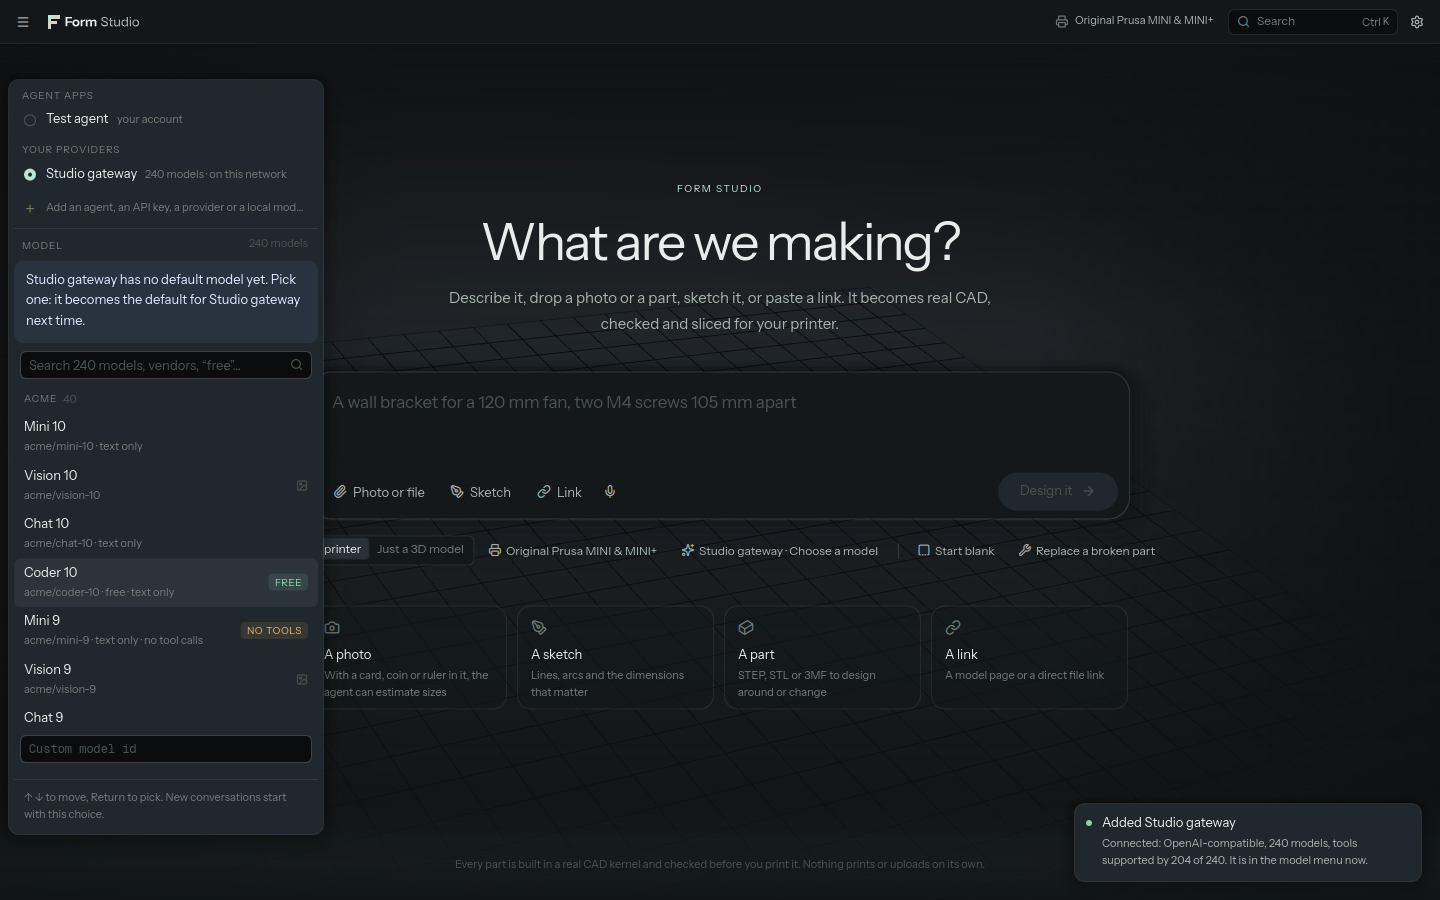 Form Studio
Original Prusa MINI & MINI+
Search
Ctrl K
AGENT APPS
Test agent your account
YOUR PROVIDERS
Studio gateway 240 models · on this network
Add an agent, an API key, a provider or a local mod...
MODEL
240 models
Studio gateway has no default model yet. Pick
one: it becomes the default for Studio gateway
next time.
Search 240 models, vendors, “free”...
ACME 40
Mini 10
acme/mini-10 · text only
Vision 10
acme/vision-10
Chat 10
acme/chat-10 · text only
Coder 10
acme/coder-10 · free · text only
FREE
Mini 9
acme/mini-9 · text only · no tool calls
NO TOOLS
Vision 9
acme/vision-9
Chat 9
Custom model id
↑ ↓ to move, Return to pick. New conversations start
with this choice.
FORM STUDIO
What are we making?
Describe it, drop a photo or a part, sketch it, or paste a link. It becomes real CAD,
checked and sliced for your printer.
A wall bracket for a 120 mm fan, two M4 screws 105 mm apart
Photo or file
Sketch
Link
Design it
printer
Just a 3D model
Original Prusa MINI & MINI+
Studio gateway · Choose a model
Start blank
Replace a broken part
A photo
With a card, coin or ruler in it, the
agent can estimate sizes
A sketch
Lines, arcs and the dimensions
that matter
A part
STEP, STL or 3MF to design
around or change
A link
A model page or a direct file link
Added Studio gateway
Connected: OpenAI-compatible, 240 models, tools
supported by 204 of 240. It is in the model menu now.
Every part is built in a real CAD kernel and checked before you print it. Nothing prints or uploads on its own.